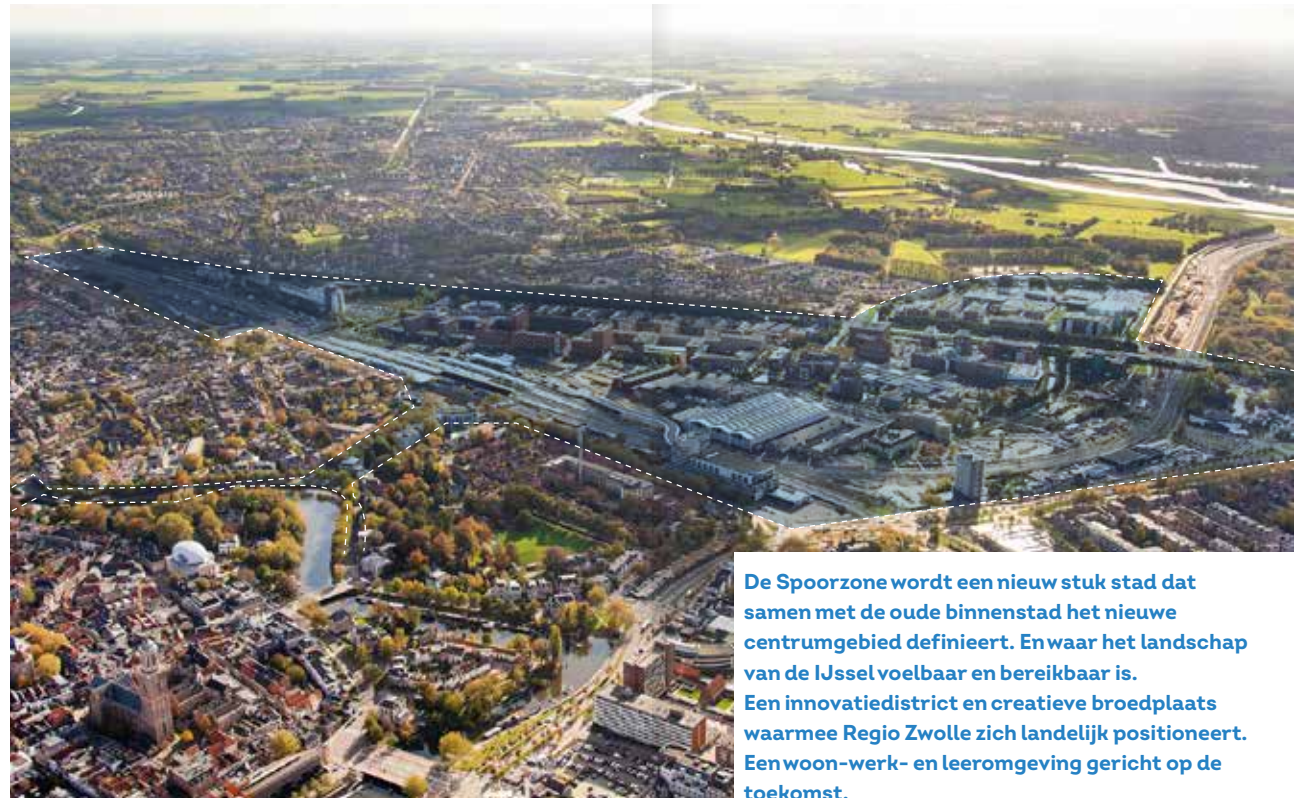 De Spoorzone wordt een nieuw stuk stad dat
samen met de oude binnenstad het nieuwe
centrumgebied definieert. En waar het landschap
van de IJssel voelbaar en bereikbaar is.
Een innovatiedistrict en creatieve broedplaats
waarmee Regio Zwolle zich landelijk positioneert.
Een woon-werk- en leeromgeving gericht op de
toekomst.